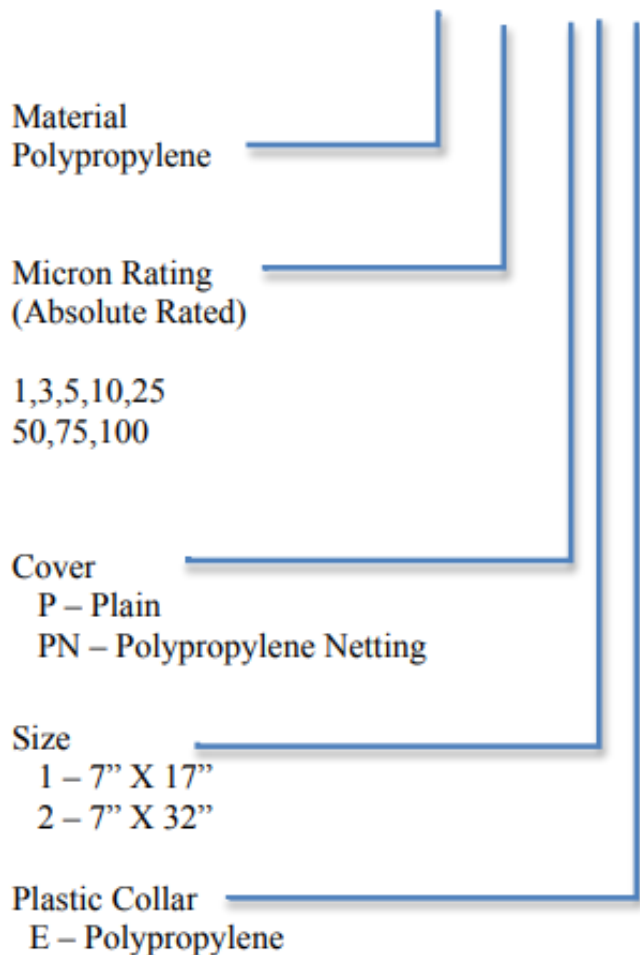 Material
Polypropylene
Micron Rating
(Absolute Rated)
1,3,5,10,25
50,75,100
Cover
P – Plain
PN – Polypropylene Netting
Size
1 – 7” X 17”
2 – 7” X 32”
Plastic Collar
E – Polypropylene